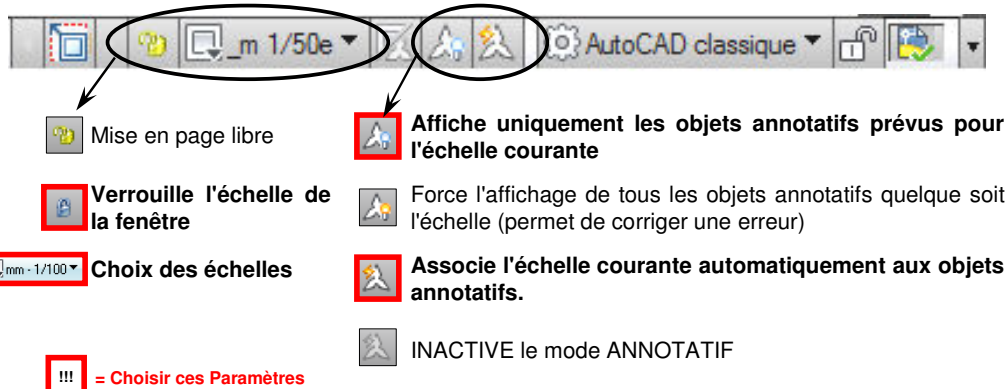 _m 1/50e AutoCAD classique
Mise en page libre
Affiche uniquement les objets annotatifs prévus pour
l'échelle courante
Verrouille l'échelle de
la fenêtre
Force l'affichage de tous les objets annotatifs quelque soit
l'échelle (permet de corriger une erreur)
mm - 1/100
Choix des échelles
Associe l'échelle courante automatiquement aux objets
annotatifs.
INACTIVE le mode ANNOTATIF
!!! = Choisir ces Paramètres